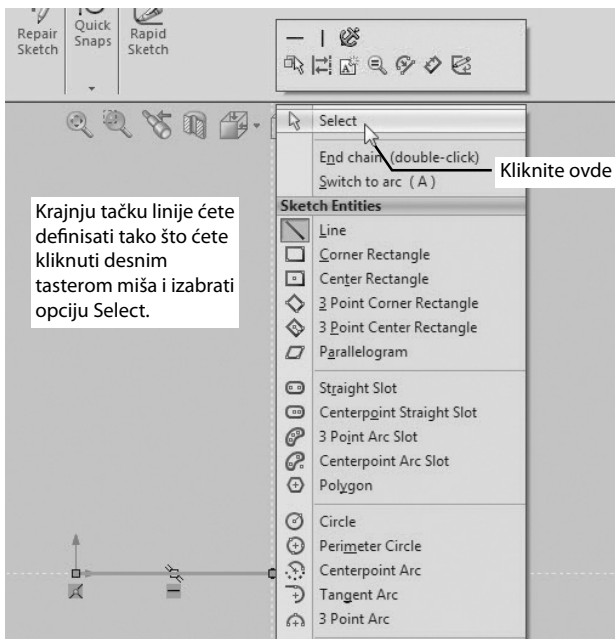 Repair
Sketch
Quick
Snaps
Rapid
Sketch
Select
End chain (double-click)
Switch to arc (A)
Kliknite ovde
Krajnju tačku linije ćete
definisati tako što ćete
kliknuti desnim
tasterom miša i izabrati
opciju Select.
Sketch Entities
Line
Corner Rectangle
Center Rectangle
3 Point Corner Rectangle
3 Point Center Rectangle
Parallelogram
Straight Slot
Centerpoint Straight Slot
3 Point Arc Slot
Centerpoint Arc Slot
Polygon
Circle
Perimeter Circle
Centerpoint Arc
Tangent Arc
3 Point Arc